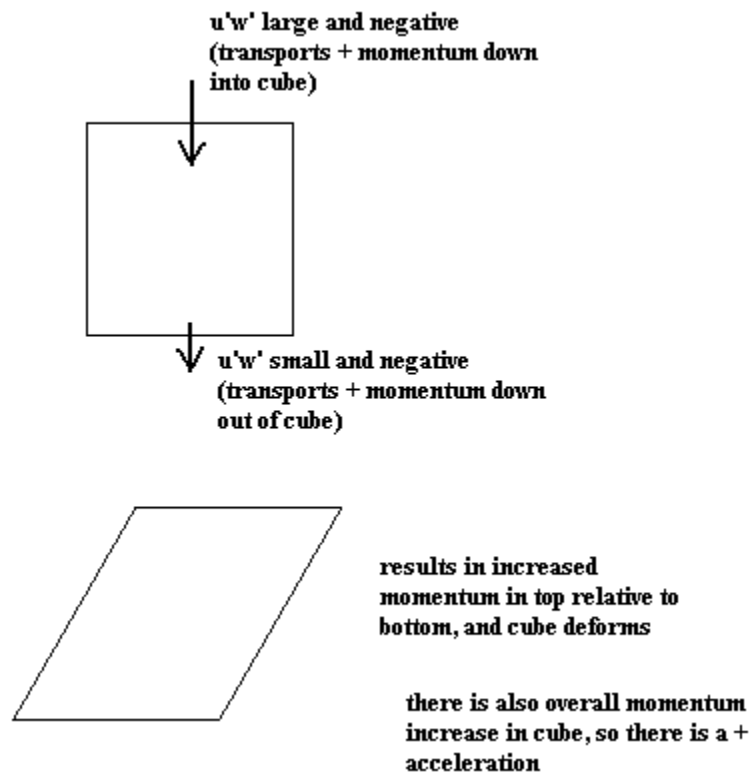 u'w' large and negative
(transports + momentum down
into cube)
u'w' small and negative
(transports + momentum down
out of cube)
results in increased
momentum in top relative to
bottom, and cube deforms
there is also overall momentum
increase in cube, so there is a +
acceleration